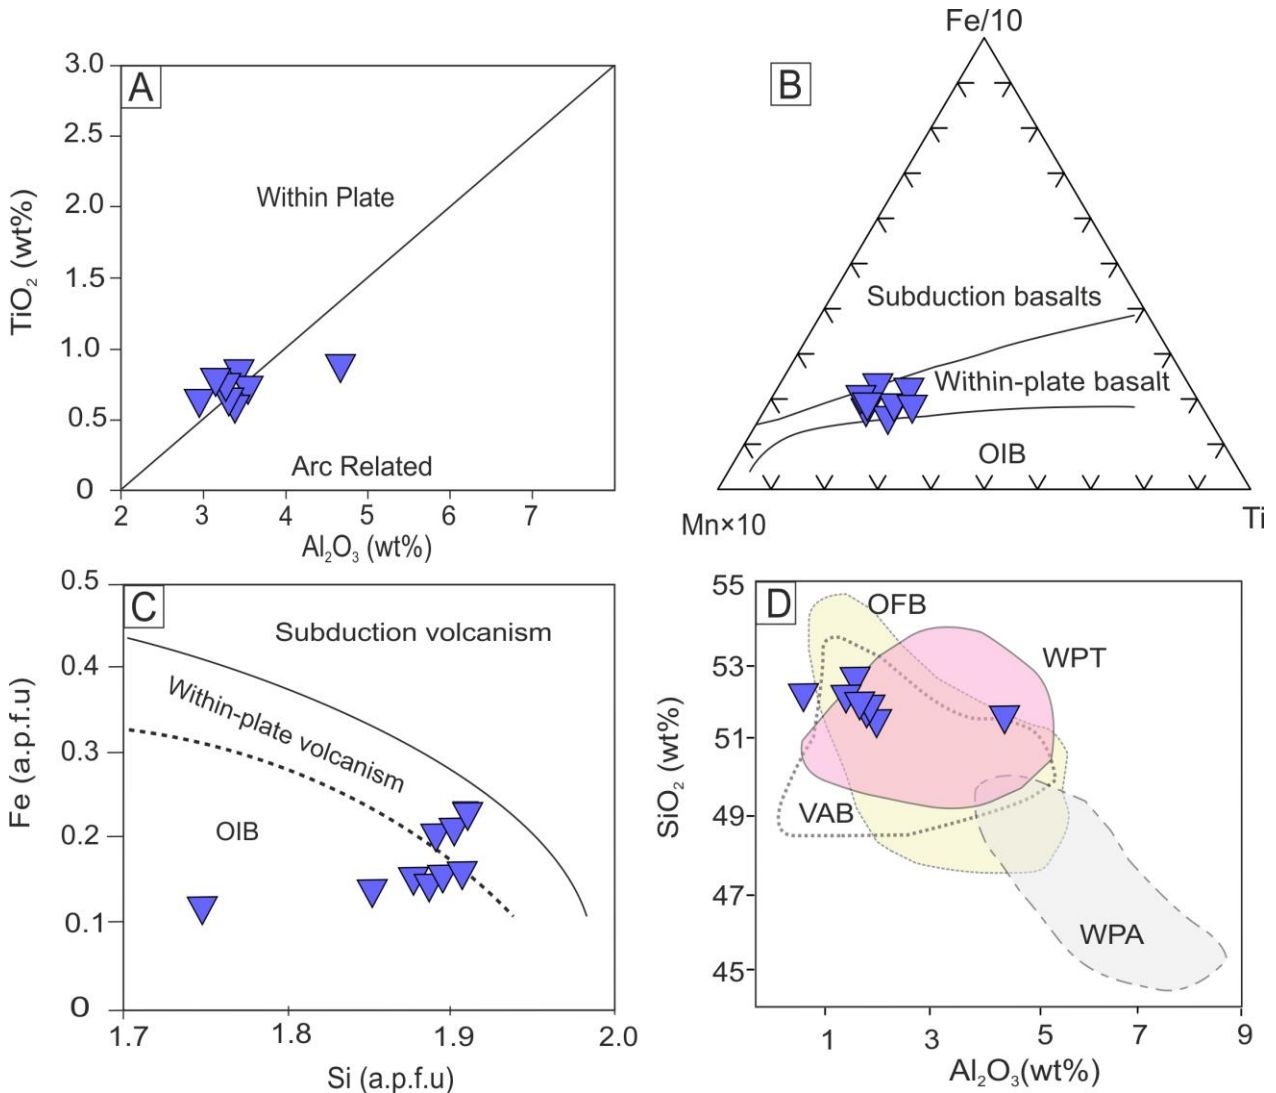 A
3.0
2.5
2.0
1.5
1.0
0.5
0
TiO₂ (wt%)
Within Plate
Arc Related
2 3 4 5 6 7
Al₂O₃ (wt%)
Fe/10
B
Subduction basalts
Within-plate basalt
OIB
Mn×10
Ti
C
0.5
0.4
0.3
0.2
0.1
0
Fe (a.p.f.u)
Subduction volcanism
Within-plate volcanism
OIB
1.7 1.8 1.9 2.0
Si (a.p.f.u)
D
55
53
51
49
47
45
SiO₂ (wt%)
OFB
WPT
VAB
WPA
1 3 5 7 9
Al₂O₃(wt%)